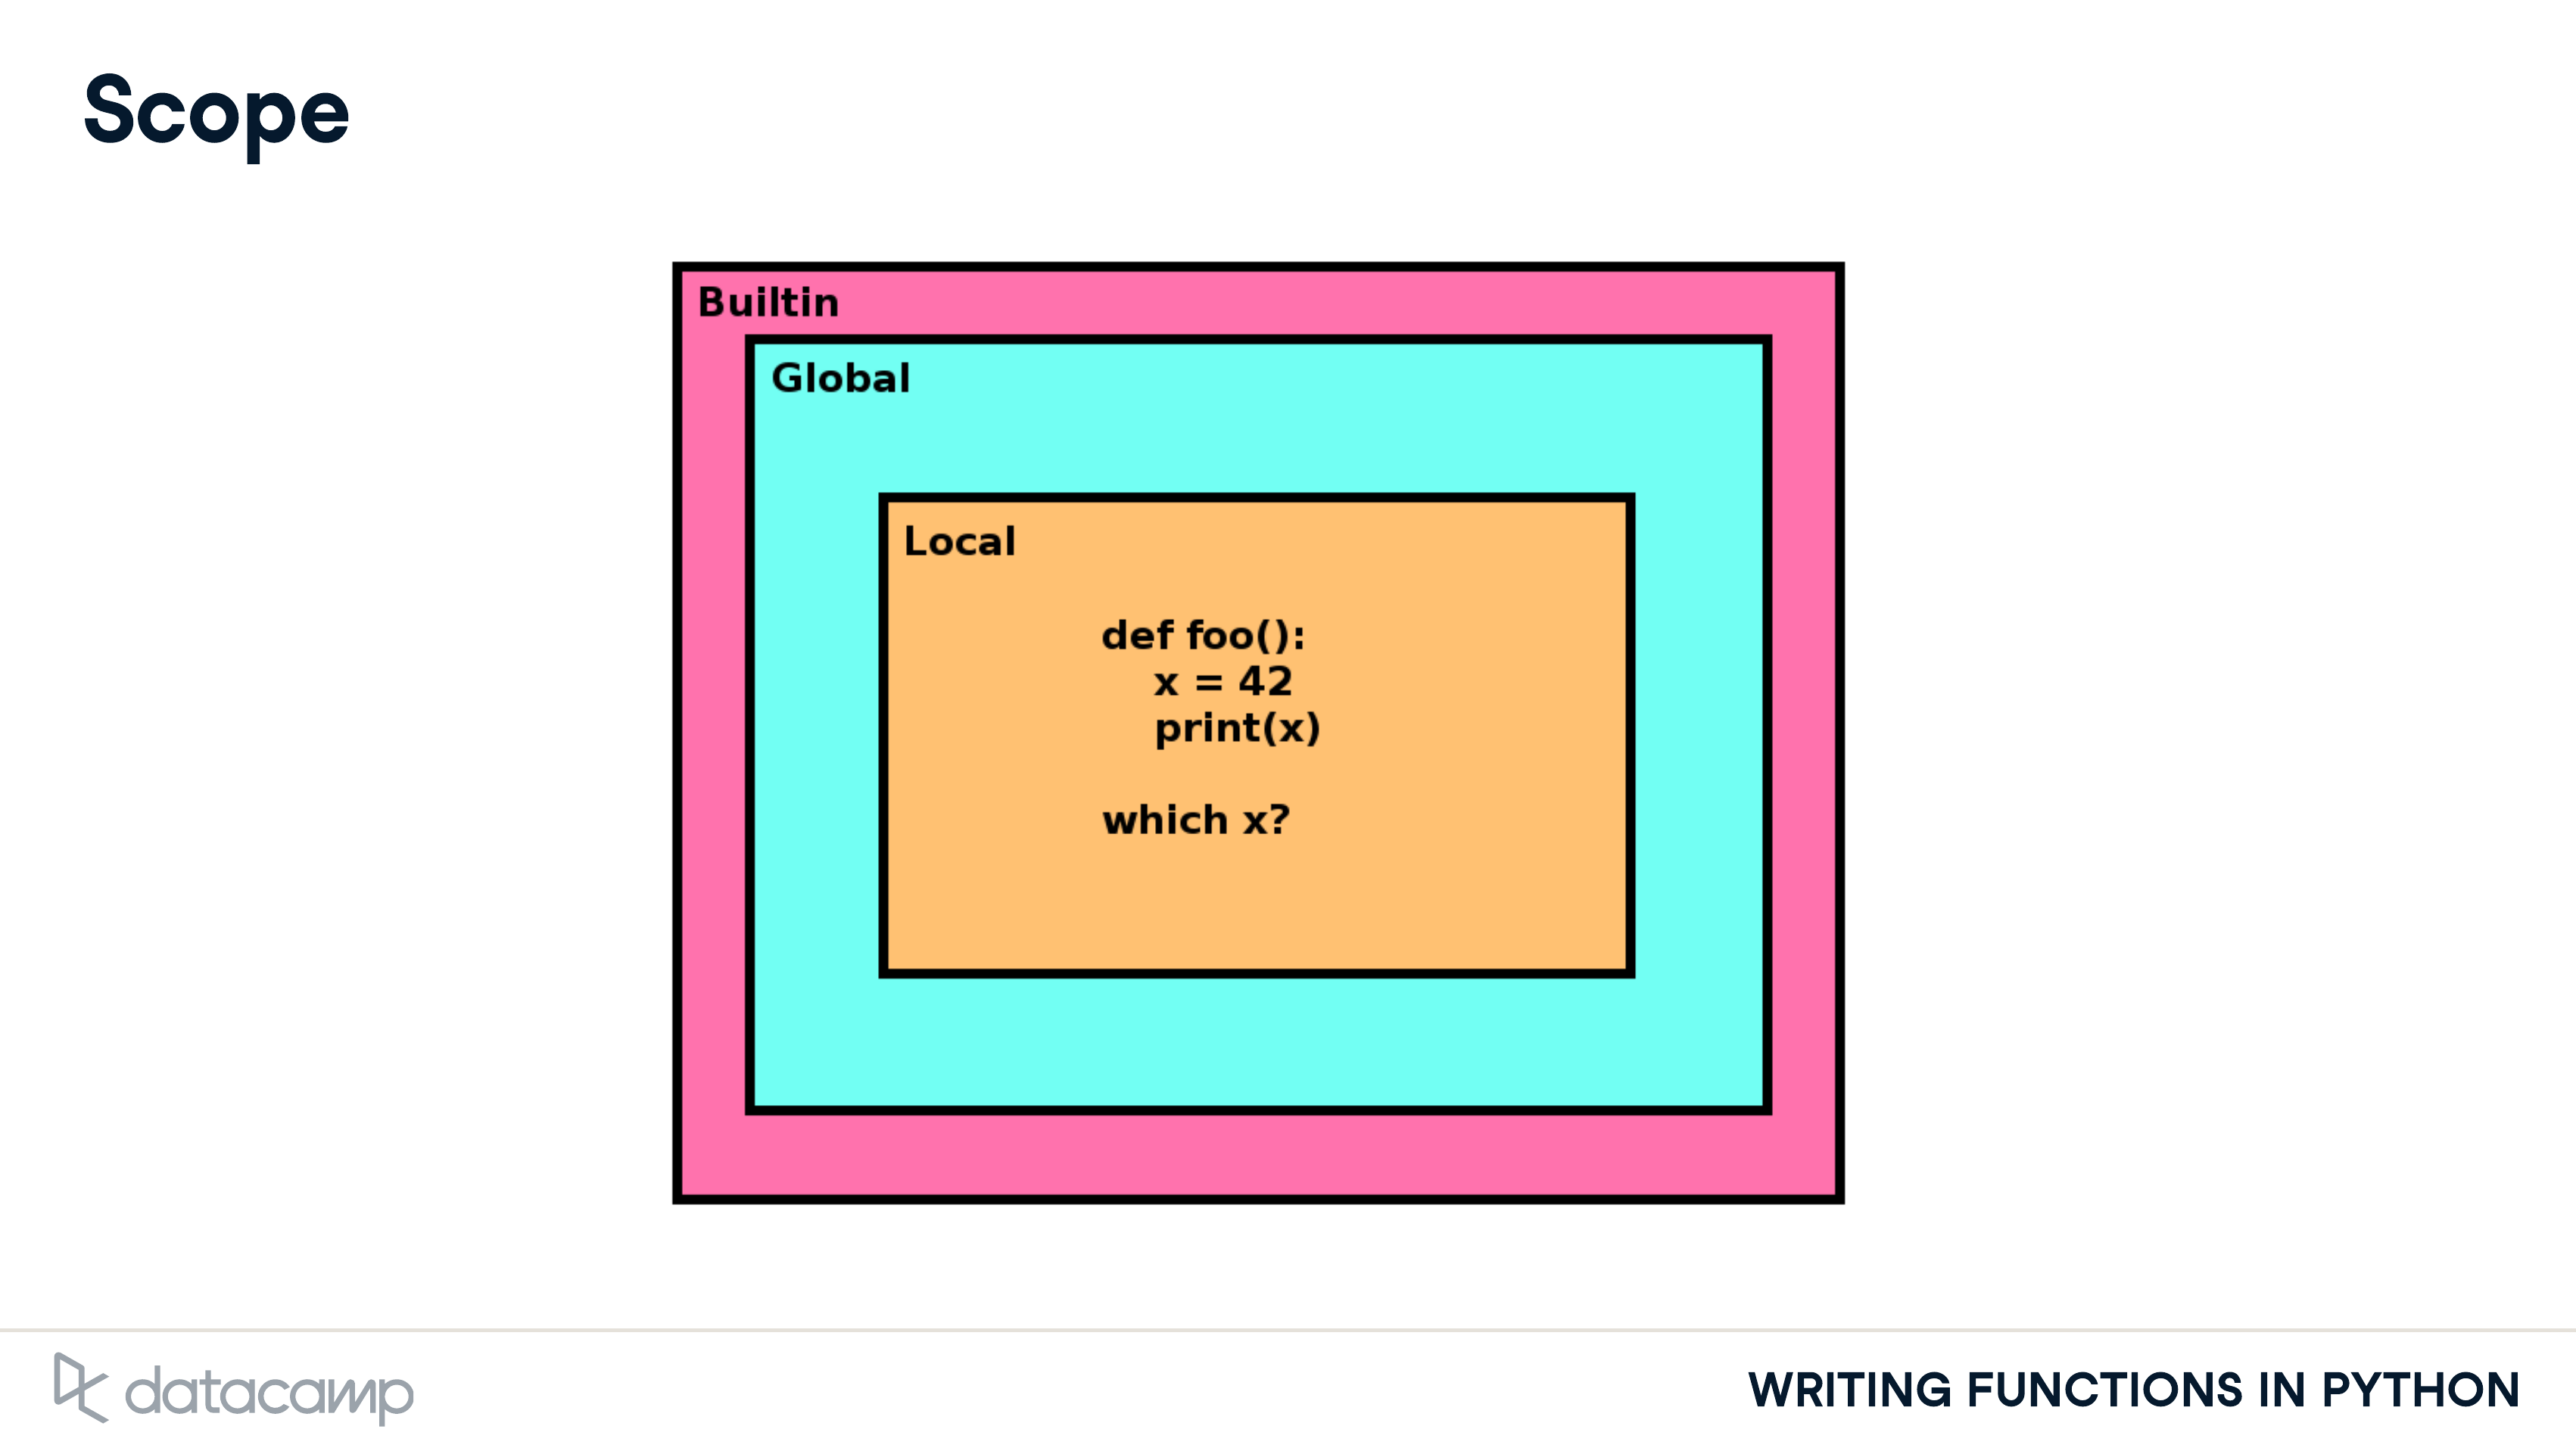 Scope
Builtin
Global
Local
def foo():
x = 42
print(x)
which x?
datacamp
WRITING FUNCTIONS IN PYTHON